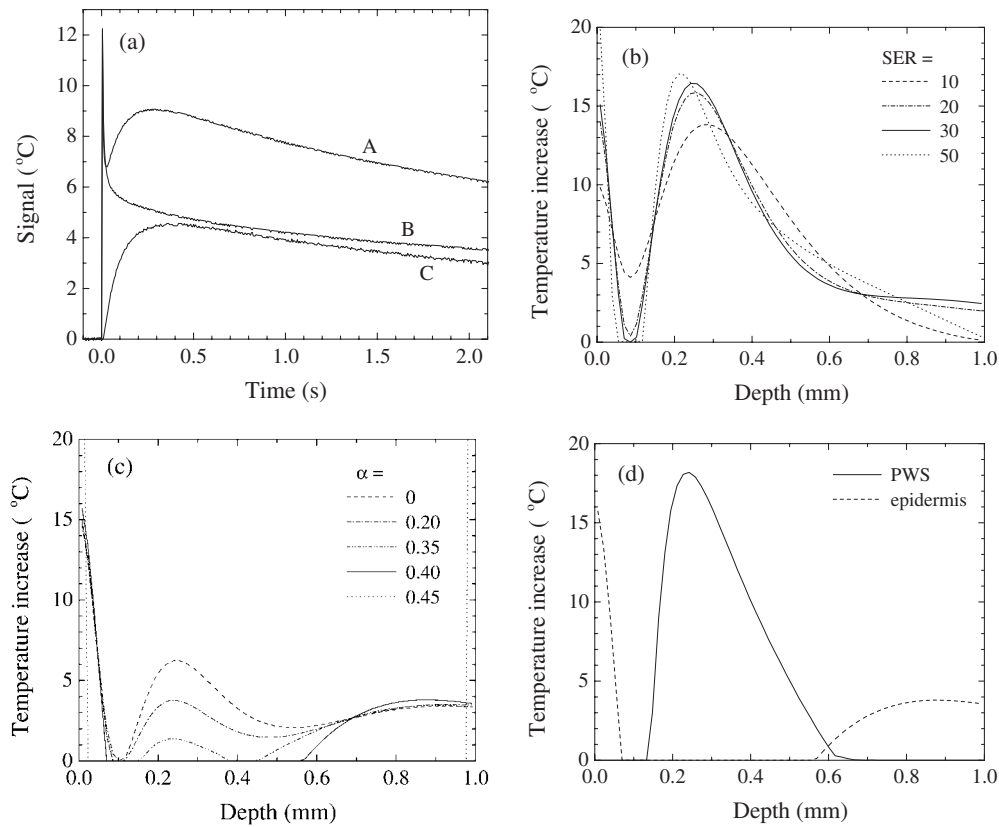 (a)
Signal (°C)
14
12
10
8
6
4
2
0
A
B
C
0.0 0.5 1.0 1.5 2.0
Time (s)
(b)
Temperature increase ( °C)
20
15
10
5
0
SER =
10
20
30
50
0.0 0.2 0.4 0.6 0.8 1.0
Depth (mm)
(c)
Temperature increase ( °C)
20
15
10
5
0
α =
0
0.20
0.35
0.40
0.45
0.0 0.2 0.4 0.6 0.8 1.0
Depth (mm)
(d)
Temperature increase ( °C)
20
15
10
5
0
PWS
epidermis
0.0 0.2 0.4 0.6 0.8 1.0
Depth (mm)